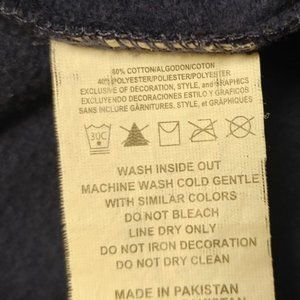 60% COTTON/ALGODON/COTON
40% POLYESTER/POLIESTER/POLYESTER
EXCLUSIVE OF DECORATION, STYLE, and GRAPHICS
EXCLUYENDO DECORACIONES ESTILO Y GRAFICOS
SANS INCLURE GÁRNITURES, STYLE, et GRÁPHIQUES
30C
WASH INSIDE OUT
MACHINE WASH COLD GENTLE
WITH SIMILAR COLORS
DO NOT BLEACH
LINE DRY ONLY
DO NOT IRON DECORATION
DO NOT DRY CLEAN
MADE IN PAKISTAN